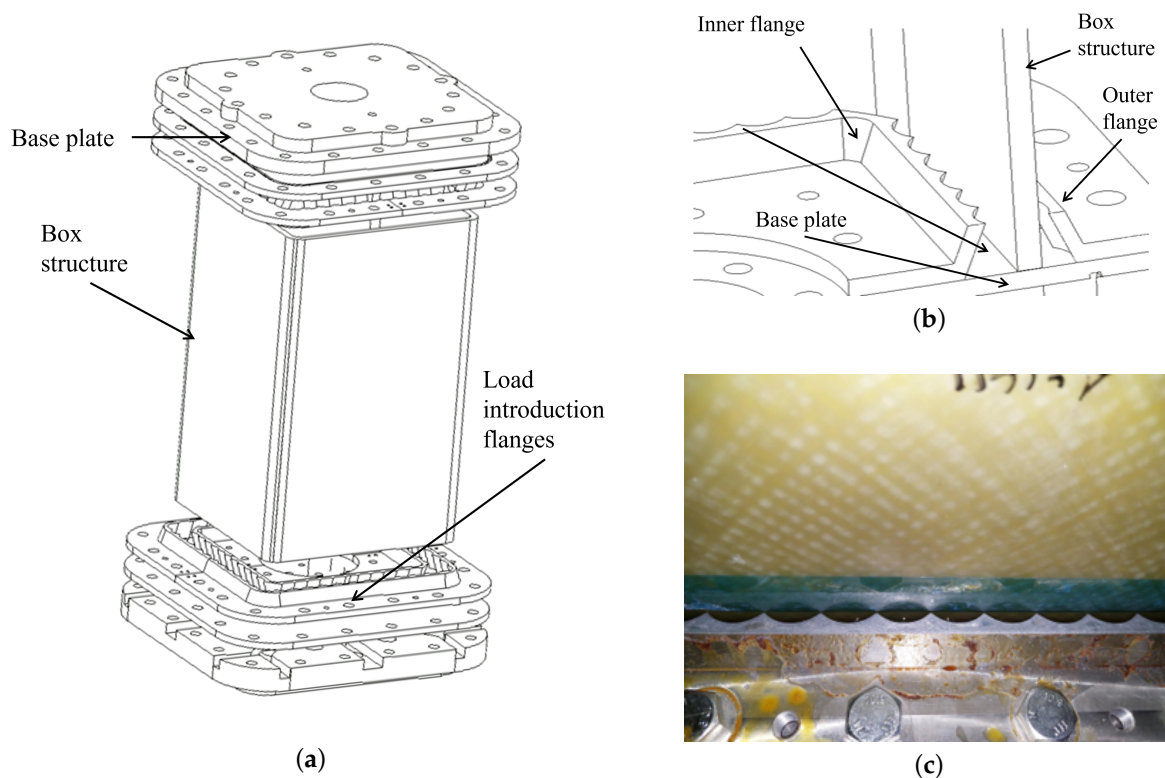 Base plate
Box
structure
Load
introduction
flanges
(a)
Inner flange
Box
structure
Outer
flange
Base plate
(b)
(c)